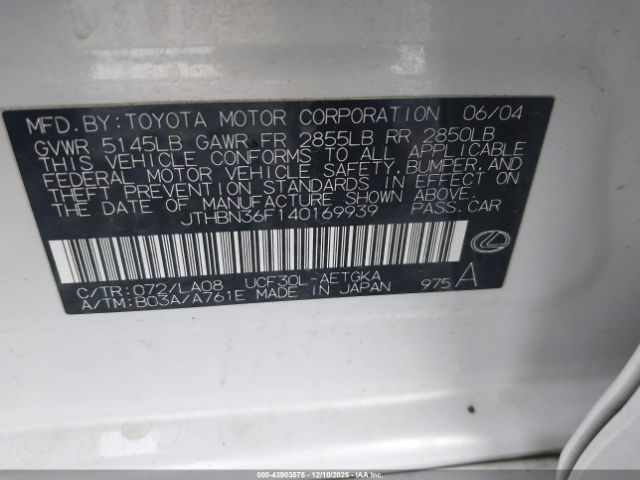 MFD.BY:TOYOTA MOTOR CORPORATION 06/04
GVWR 5145LB GAWR FR 2855LB RR 2850LB
THIS VEHICLE CONFORMS TO ALL APPLICABLE
FEDERAL MOTOR VEHICLE SAFETY,BUMPER,AND
THEFT PREVENTION STANDARDS IN EFFECT ON
THE DATE OF MANUFACTURE SHOWN ABOVE.
JTHBN36F140169939 PASS.CAR
C/TR:072/LA08 UCF30L-AETGKA
A/TM:B03A/A761E MADE IN JAPAN 975 A
000-43903575 - 12/10/2025 - IAA, Inc.